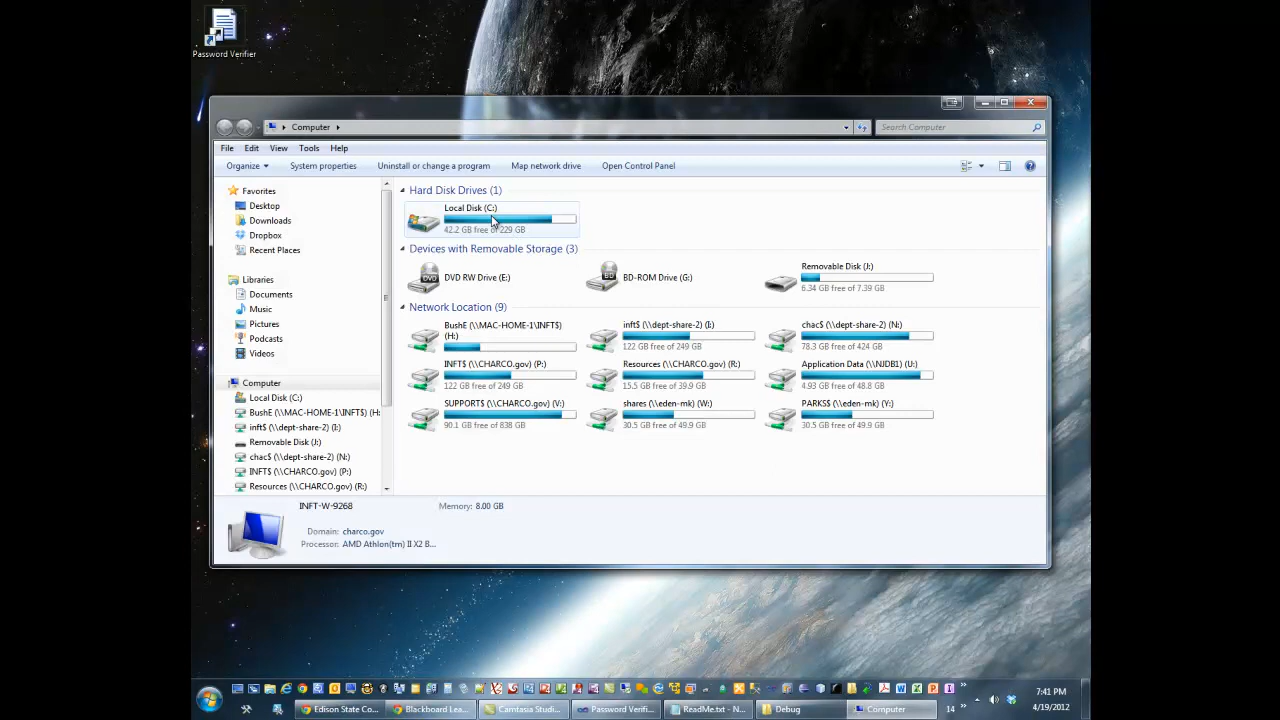 Password Verifier
Computer
Search Computer
File Edit View Tools Help
Organize System properties Uninstall or change a program Map network drive Open Control Panel
Favorites
Desktop
Downloads
Dropbox
Recent Places
Libraries
Documents
Music
Pictures
Podcasts
Videos
Computer
Local Disk (C:)
BushE (\\MAC-HOME-1\INFT$) (H:
inft$ (\\dept-share-2) (I:)
Removable Disk (J:)
chac$ (\\dept-share-2) (N:)
INFT$ (\\CHARCO.gov) (P:)
Resources (\\CHARCO.gov) (R:)
Hard Disk Drives (1)
Local Disk (C:)
42.2 GB free of 229 GB
Devices with Removable Storage (3)
DVD RW Drive (E:)
BD-ROM Drive (G:)
Removable Disk (J:)
6.34 GB free of 7.39 GB
Network Location (9)
BushE (\\MAC-HOME-1\INFT$)
(H:)
inft$ (\\dept-share-2) (I:)
122 GB free of 249 GB
chac$ (\\dept-share-2) (N:)
78.3 GB free of 424 GB
INFT$ (\\CHARCO.gov) (P:)
122 GB free of 249 GB
Resources (\\CHARCO.gov) (R:)
15.5 GB free of 39.9 GB
Application Data (\\NJDB1) (U:)
4.93 GB free of 48.8 GB
SUPPORT$ (\\CHARCO.gov) (V:)
90.1 GB free of 838 GB
shares (\\eden-mk) (W:)
30.5 GB free of 49.9 GB
PARKS$ (\\eden-mk) (Y:)
30.5 GB free of 49.9 GB
INFT-W-9268 Memory: 8.00 GB
Domain: charco.gov
Processor: AMD Athlon(tm) II X2 B...
Edison State Co... Blackboard Lea... Camtasia Studi... Password Verifi... ReadMe.txt - N... Debug Computer 14
7:41 PM
4/19/2012